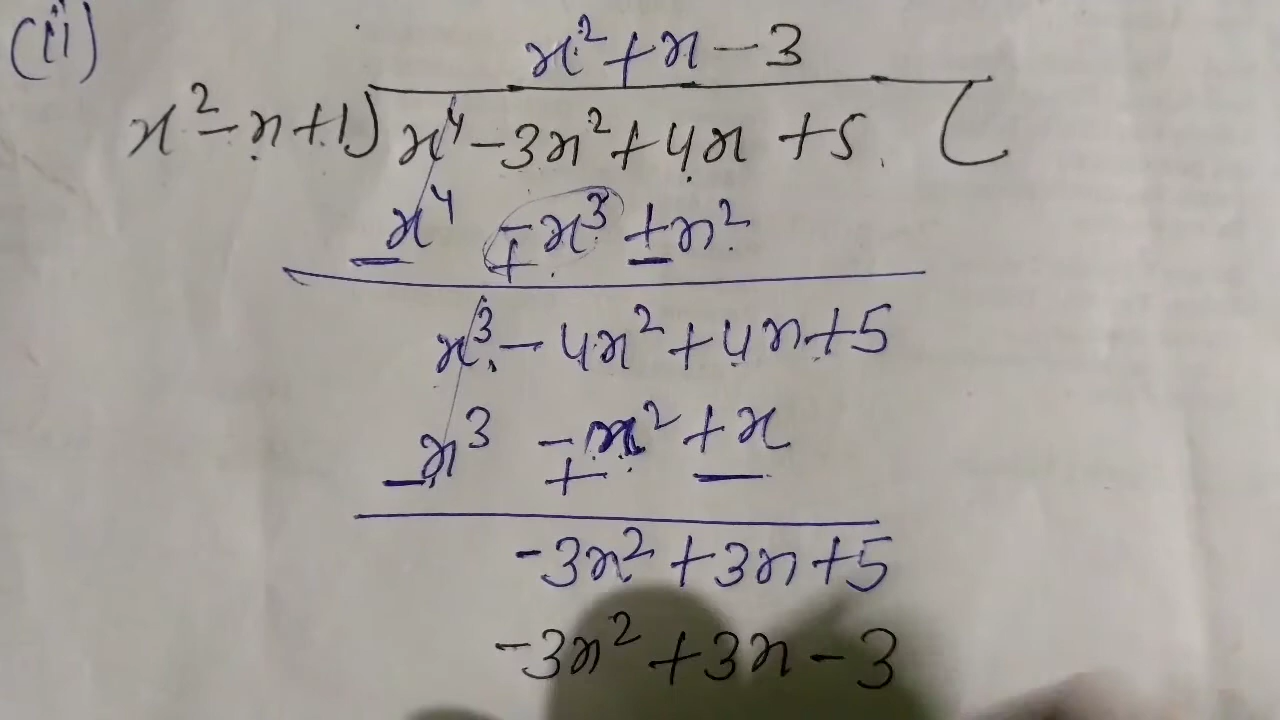 (ii)
x² + x - 3
x² - x + 1) x⁴ - 3x² + 4x + 5 (
x⁴ - x³ + x²
- + -
x³ - 4x² + 4x + 5
x³ - x² + x
- + -
-3x² + 3x + 5
-3x² + 3x - 3